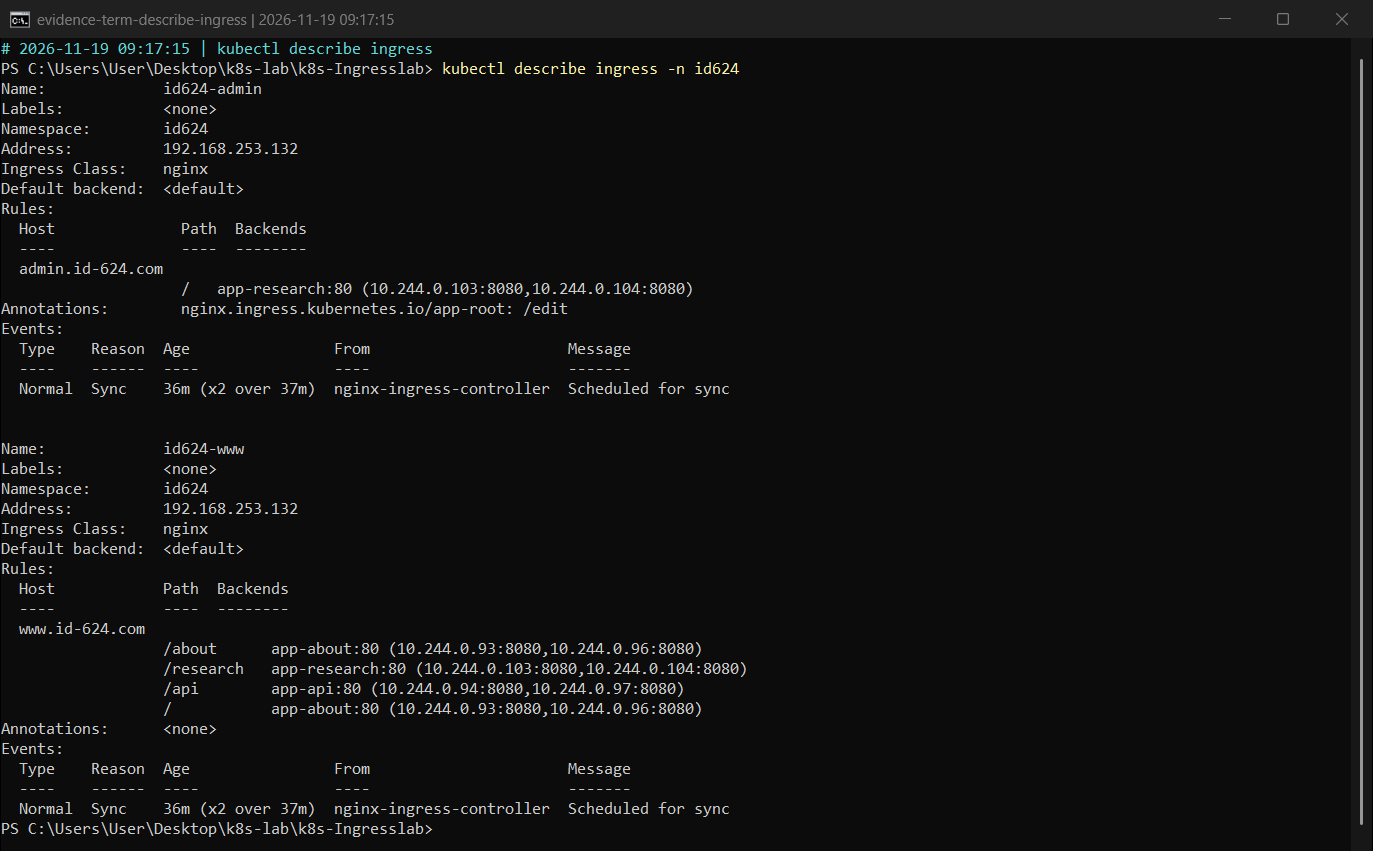 evidence-term-describe-ingress | 2026-11-19 09:17:15
# 2026-11-19 09:17:15 | kubectl describe ingress
PS C:\Users\User\Desktop\k8s-lab\k8s-Ingresslab> kubectl describe ingress -n id624
Name:             id624-admin
Labels:           <none>
Namespace:        id624
Address:          192.168.253.132
Ingress Class:    nginx
Default backend:  <default>
Rules:
  Host              Path  Backends
  ----              ----  --------
  admin.id-624.com
                    /   app-research:80 (10.244.0.103:8080,10.244.0.104:8080)
Annotations:        nginx.ingress.kubernetes.io/app-root: /edit
Events:
  Type    Reason  Age                From                      Message
  ----    ------  ----               ----                      -------
  Normal  Sync    36m (x2 over 37m)  nginx-ingress-controller  Scheduled for sync
Name:             id624-www
Labels:           <none>
Namespace:        id624
Address:          192.168.253.132
Ingress Class:    nginx
Default backend:  <default>
Rules:
  Host            Path  Backends
  ----            ----  --------
  www.id-624.com
                  /about      app-about:80 (10.244.0.93:8080,10.244.0.96:8080)
                  /research   app-research:80 (10.244.0.103:8080,10.244.0.104:8080)
                  /api        app-api:80 (10.244.0.94:8080,10.244.0.97:8080)
                  /           app-about:80 (10.244.0.93:8080,10.244.0.96:8080)
Annotations:      <none>
Events:
  Type    Reason  Age                From                      Message
  ----    ------  ----               ----                      -------
  Normal  Sync    36m (x2 over 37m)  nginx-ingress-controller  Scheduled for sync
PS C:\Users\User\Desktop\k8s-lab\k8s-Ingresslab>